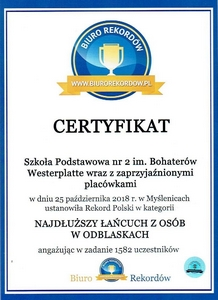 BIURO REKORDÓW
WWW.BIUROREKORDOW.PL
CERTYFIKAT
Szkoła Podstawowa nr 2 im. Bohaterów
Westerplatte wraz z zaprzyjaźnionymi
placówkami
w dniu 25 października 2018 r. w Myślenicach
ustanowiła Rekord Polski w kategorii
NAJDŁUŻSZY ŁAŃCUCH Z OSÓB
W ODBLASKACH
angażując w zadanie 1582 uczestników
Biuro Rekordów